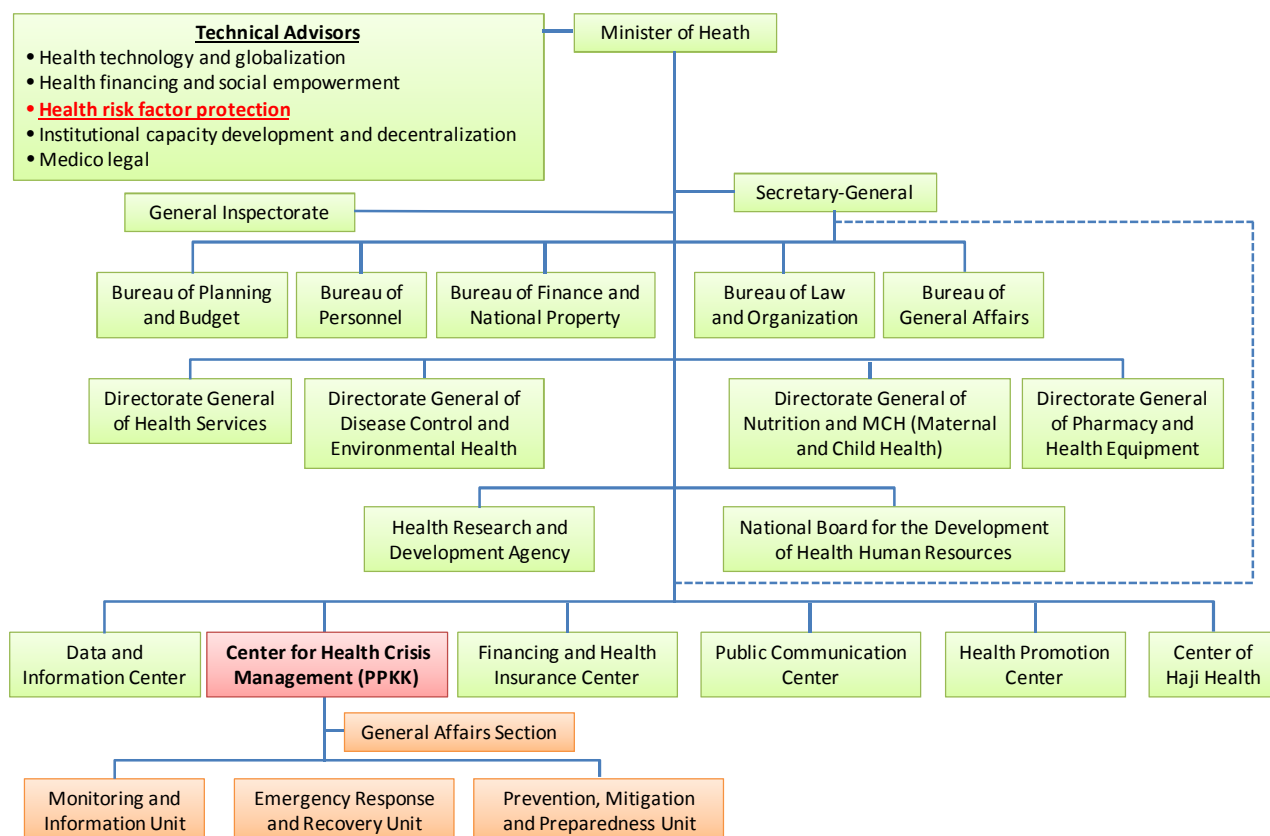 Technical Advisors
• Health technology and globalization
• Health financing and social empowerment
• Health risk factor protection
• Institutional capacity development and decentralization
• Medico legal
Minister of Heath
Secretary-General
General Inspectorate
Bureau of Planning
and Budget
Bureau of
Personnel
Bureau of Finance and
National Property
Bureau of Law
and Organization
Bureau of
General Affairs
Directorate General
of Health Services
Directorate General of
Disease Control and
Environmental Health
Directorate General of
Nutrition and MCH (Maternal
and Child Health)
Directorate General
of Pharmacy and
Health Equipment
Health Research and
Development Agency
National Board for the Development
of Health Human Resources
Data and
Information Center
Center for Health Crisis
Management (PPKK)
Financing and Health
Insurance Center
Public Communication
Center
Health Promotion
Center
Center of
Haji Health
General Affairs Section
Monitoring and
Information Unit
Emergency Response
and Recovery Unit
Prevention, Mitigation
and Preparedness Unit